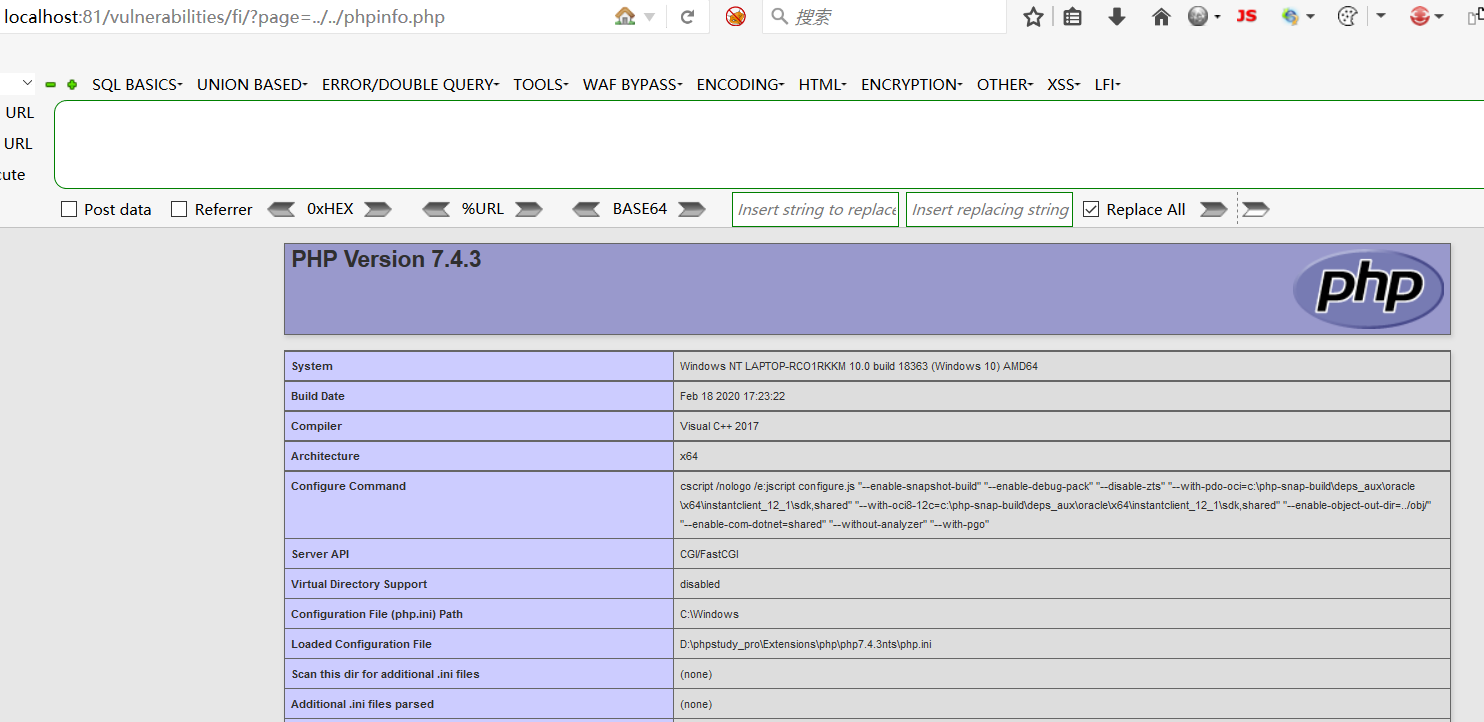 localhost:81/vulnerabilities/fi/?page=../../phpinfo.php
搜索
JS
SQL BASICS UNION BASED ERROR/DOUBLE QUERY TOOLS WAF BYPASS ENCODING HTML ENCRYPTION OTHER XSS LFI
URL
URL
cute
Post data Referrer 0xHEX %URL BASE64 Insert string to replace Insert replacing string Replace All
PHP Version 7.4.3
php
System Windows NT LAPTOP-RCO1RKKM 10.0 build 18363 (Windows 10) AMD64
Build Date Feb 18 2020 17:23:22
Compiler Visual C++ 2017
Architecture x64
Configure Command cscript /nologo /e:jscript configure.js "--enable-snapshot-build" "--enable-debug-pack" "--disable-zts" "--with-pdo-oci=c:\php-snap-build\deps_aux\oracle
\x64\instantclient_12_1\sdk,shared" "--with-oci8-12c=c:\php-snap-build\deps_aux\oracle\x64\instantclient_12_1\sdk,shared" "--enable-object-out-dir=../obj/"
"--enable-com-dotnet=shared" "--without-analyzer" "--with-pgo"
Server API CGI/FastCGI
Virtual Directory Support disabled
Configuration File (php.ini) Path C:\Windows
Loaded Configuration File D:\phpstudy_pro\Extensions\php\php7.4.3nts\php.ini
Scan this dir for additional .ini files (none)
Additional .ini files parsed (none)